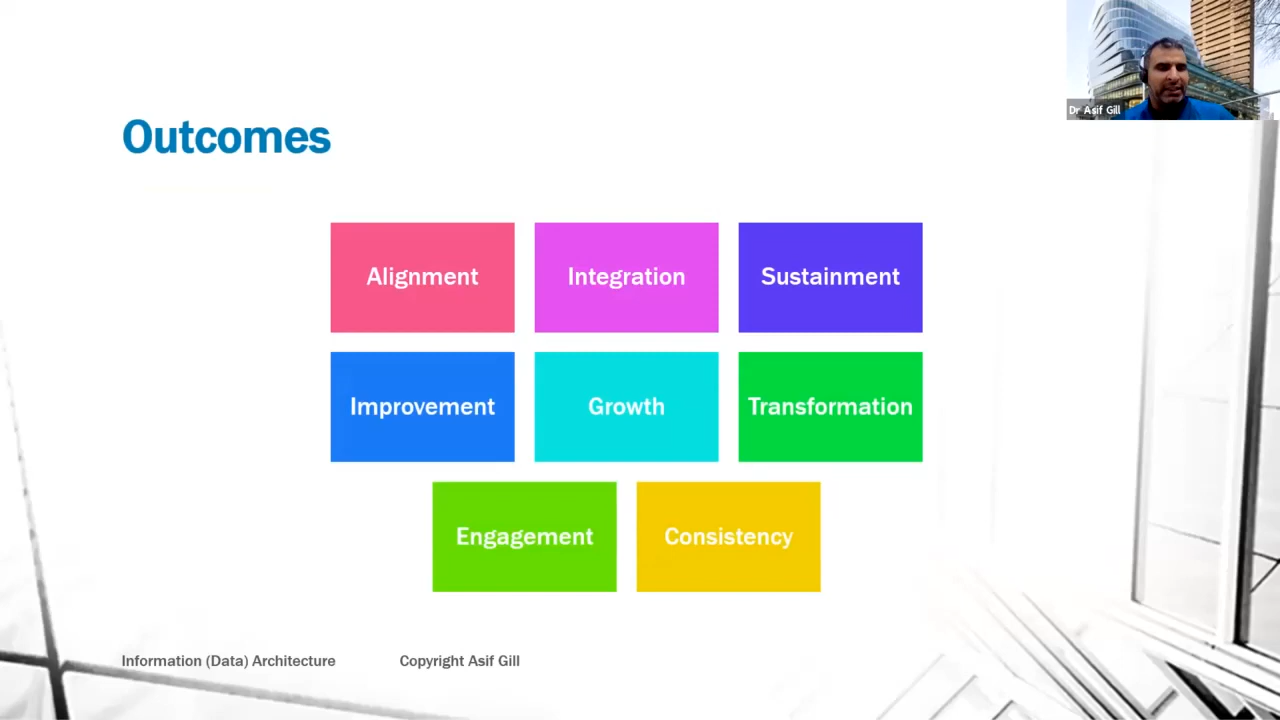 Dr Asif Gill
Outcomes
Alignment
Integration
Sustainment
Improvement
Growth
Transformation
Engagement
Consistency
Information (Data) Architecture
Copyright Asif Gill